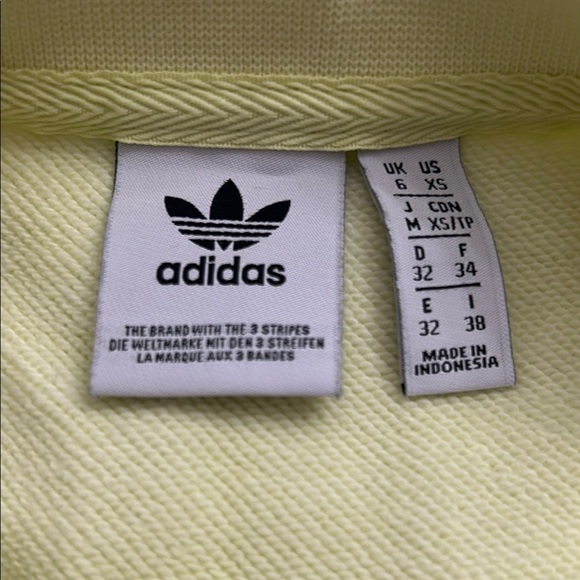 adidas
THE BRAND WITH THE 3 STRIPES
DIE WELTMARKE MIT DEN 3 STREIFEN
LA MARQUE AUX 3 BANDES
UK US
6 XS
J CDN
M XS/TP
D F
32 34
E I
32 38
MADE IN
INDONESIA